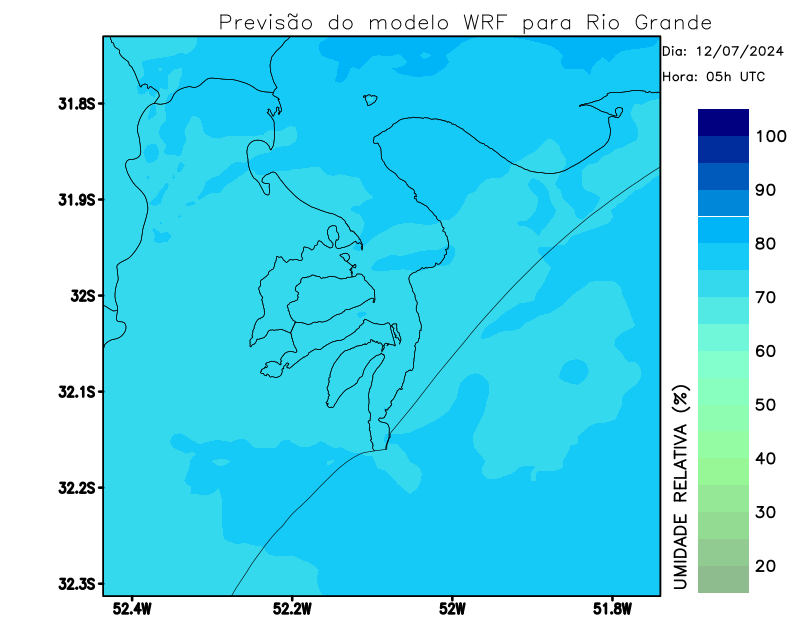 Previsão do modelo WRF para Rio Grande
Dia: 12/07/2024
Hora: 05h UTC
31.8S
31.9S
32S
32.1S
32.2S
32.3S
52.4W
52.2W
52W
51.8W
100
90
80
70
60
50
40
30
20
UMIDADE RELATIVA (%)